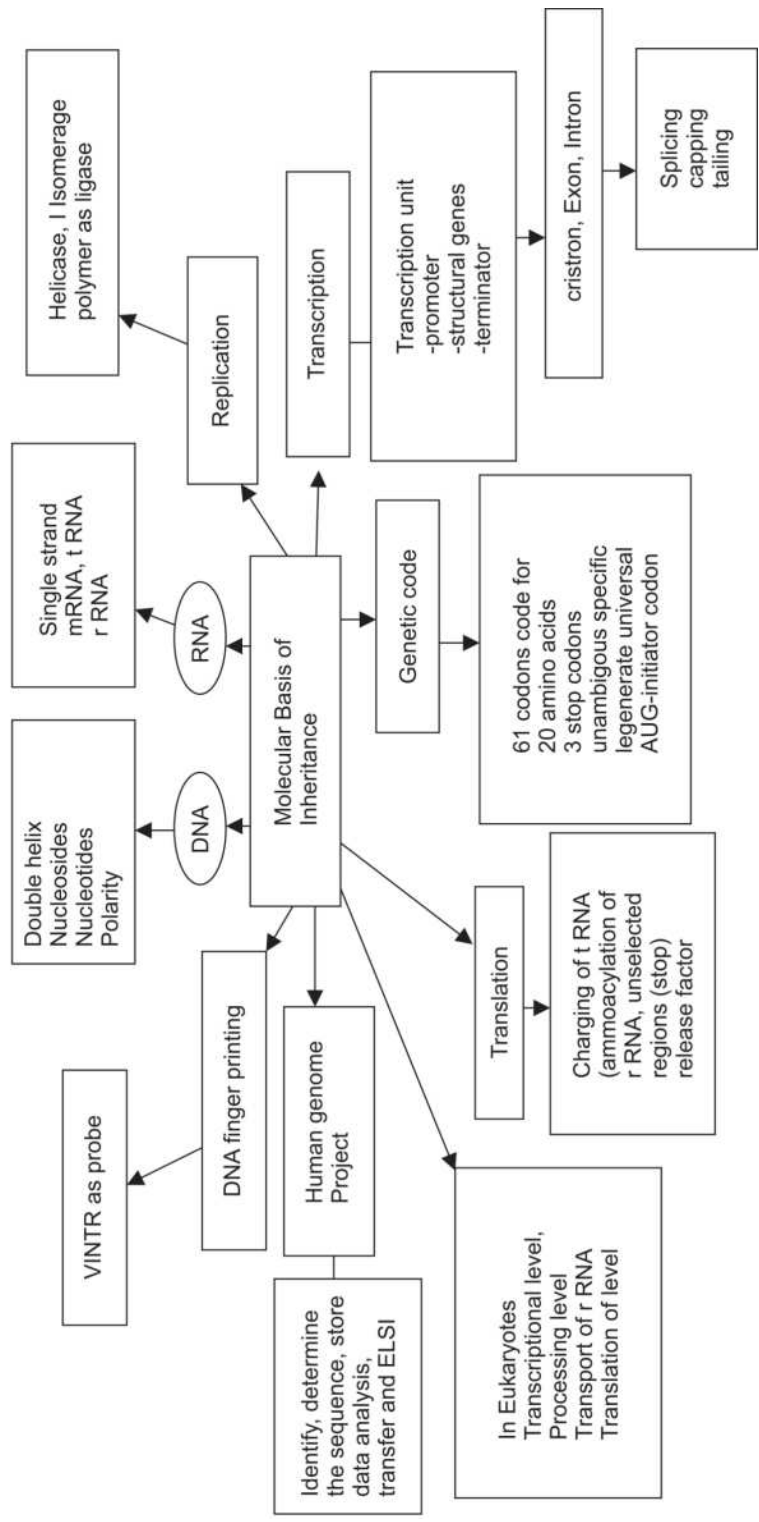 VINTR as probe
DNA finger printing
Identify, determine
the sequence, store
data analysis,
transfer and ELSI
Human genome
Project
Double helix
Nucleosides
Nucleotides
Polarity
DNA
Single strand
mRNA, t RNA
r RNA
RNA
Molecular Basis of
Inheritance
Helicase, I Isomerage
polymer as ligase
Replication
Transcription
Transcription unit
-promoter
-structural genes
-terminator
cristron, Exon, Intron
Splicing
capping
tailing
Genetic code
61 codons code for
20 amino acids
3 stop codons
unambigous specific
legenerate universal
AUG-initiator codon
Translation
Charging of t RNA
(ammoacylation of
r RNA, unselected
regions (stop)
release factor
In Eukaryotes
Transcriptional level,
Processing level
Transport of r RNA
Translation of level